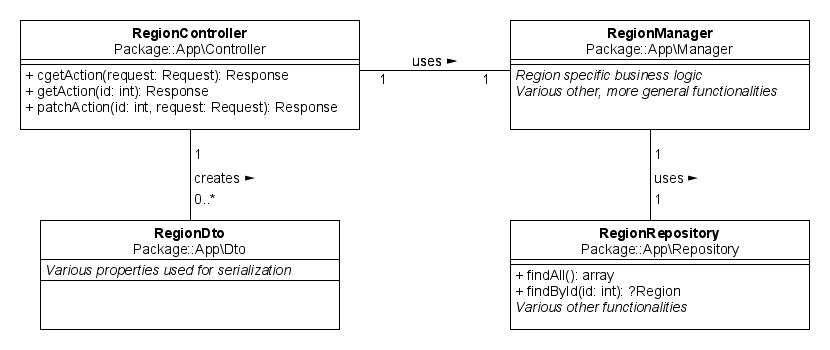 RegionController
Package::App\Controller
+ cgetAction(request: Request): Response
+ getAction(id: int): Response
+ patchAction(id: int, request: Request): Response
uses ►
1
1
RegionManager
Package::App\Manager
Region specific business logic
Various other, more general functionalities
1
creates ►
0..*
1
uses ►
1
RegionDto
Package::App\Dto
Various properties used for serialization
RegionRepository
Package::App\Repository
+ findAll(): array
+ findById(id: int): ?Region
Various other functionalities